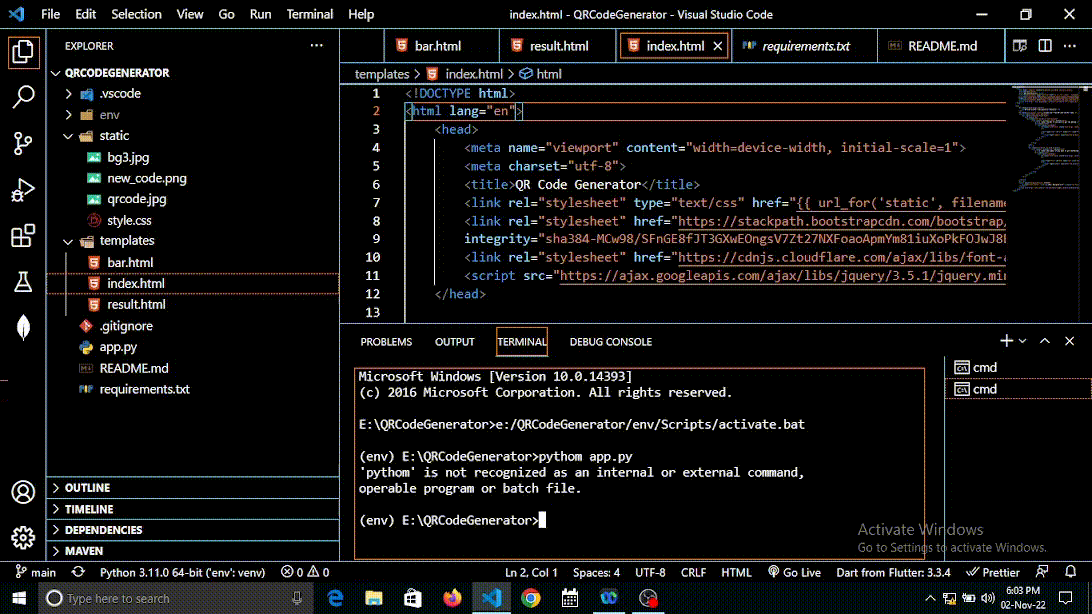 File Edit Selection View Go Run Terminal Help index.html - QRCodeGenerator - Visual Studio Code
EXPLORER
QRCODEGENERATOR
.vscode
env
static
bg3.jpg
new_code.png
qrcode.jpg
style.css
templates
bar.html
index.html
result.html
.gitignore
app.py
README.md
requirements.txt
OUTLINE
TIMELINE
DEPENDENCIES
MAVEN
bar.html result.html index.html requirements.txt README.md
templates > index.html > html
1 <!DOCTYPE html>
2 <html lang="en">
3 <head>
4 <meta name="viewport" content="width=device-width, initial-scale=1">
5 <meta charset="utf-8">
6 <title>QR Code Generator</title>
7 <link rel="stylesheet" type="text/css" href="{{ url_for('static', filename
8 <link rel="stylesheet" href="https://stackpath.bootstrapcdn.com/bootstrap/
9 integrity="sha384-MCw98/SFnGE8fJT3GXwEOngsV7Zt27NXFoaoApmYm81iuXoPkFOJwJ8E
10 <link rel="stylesheet" href="https://cdnjs.cloudflare.com/ajax/libs/font-a
11 <script src="https://ajax.googleapis.com/ajax/libs/jquery/3.5.1/jquery.min
12 </head>
13
PROBLEMS OUTPUT TERMINAL DEBUG CONSOLE
Microsoft Windows [Version 10.0.14393]
(c) 2016 Microsoft Corporation. All rights reserved.
E:\QRCodeGenerator>e:/QRCodeGenerator/env/Scripts/activate.bat
(env) E:\QRCodeGenerator>pythom app.py
'pythom' is not recognized as an internal or external command,
operable program or batch file.
(env) E:\QRCodeGenerator>
cmd
cmd
Activate Windows
Go to Settings to activate Windows.
main Python 3.11.0 64-bit ('env': venv) 0 0 Ln 2, Col 1 Spaces: 4 UTF-8 CRLF HTML Go Live Dart from Flutter: 3.3.4 Prettier
Type here to search
6:03 PM
02-Nov-22